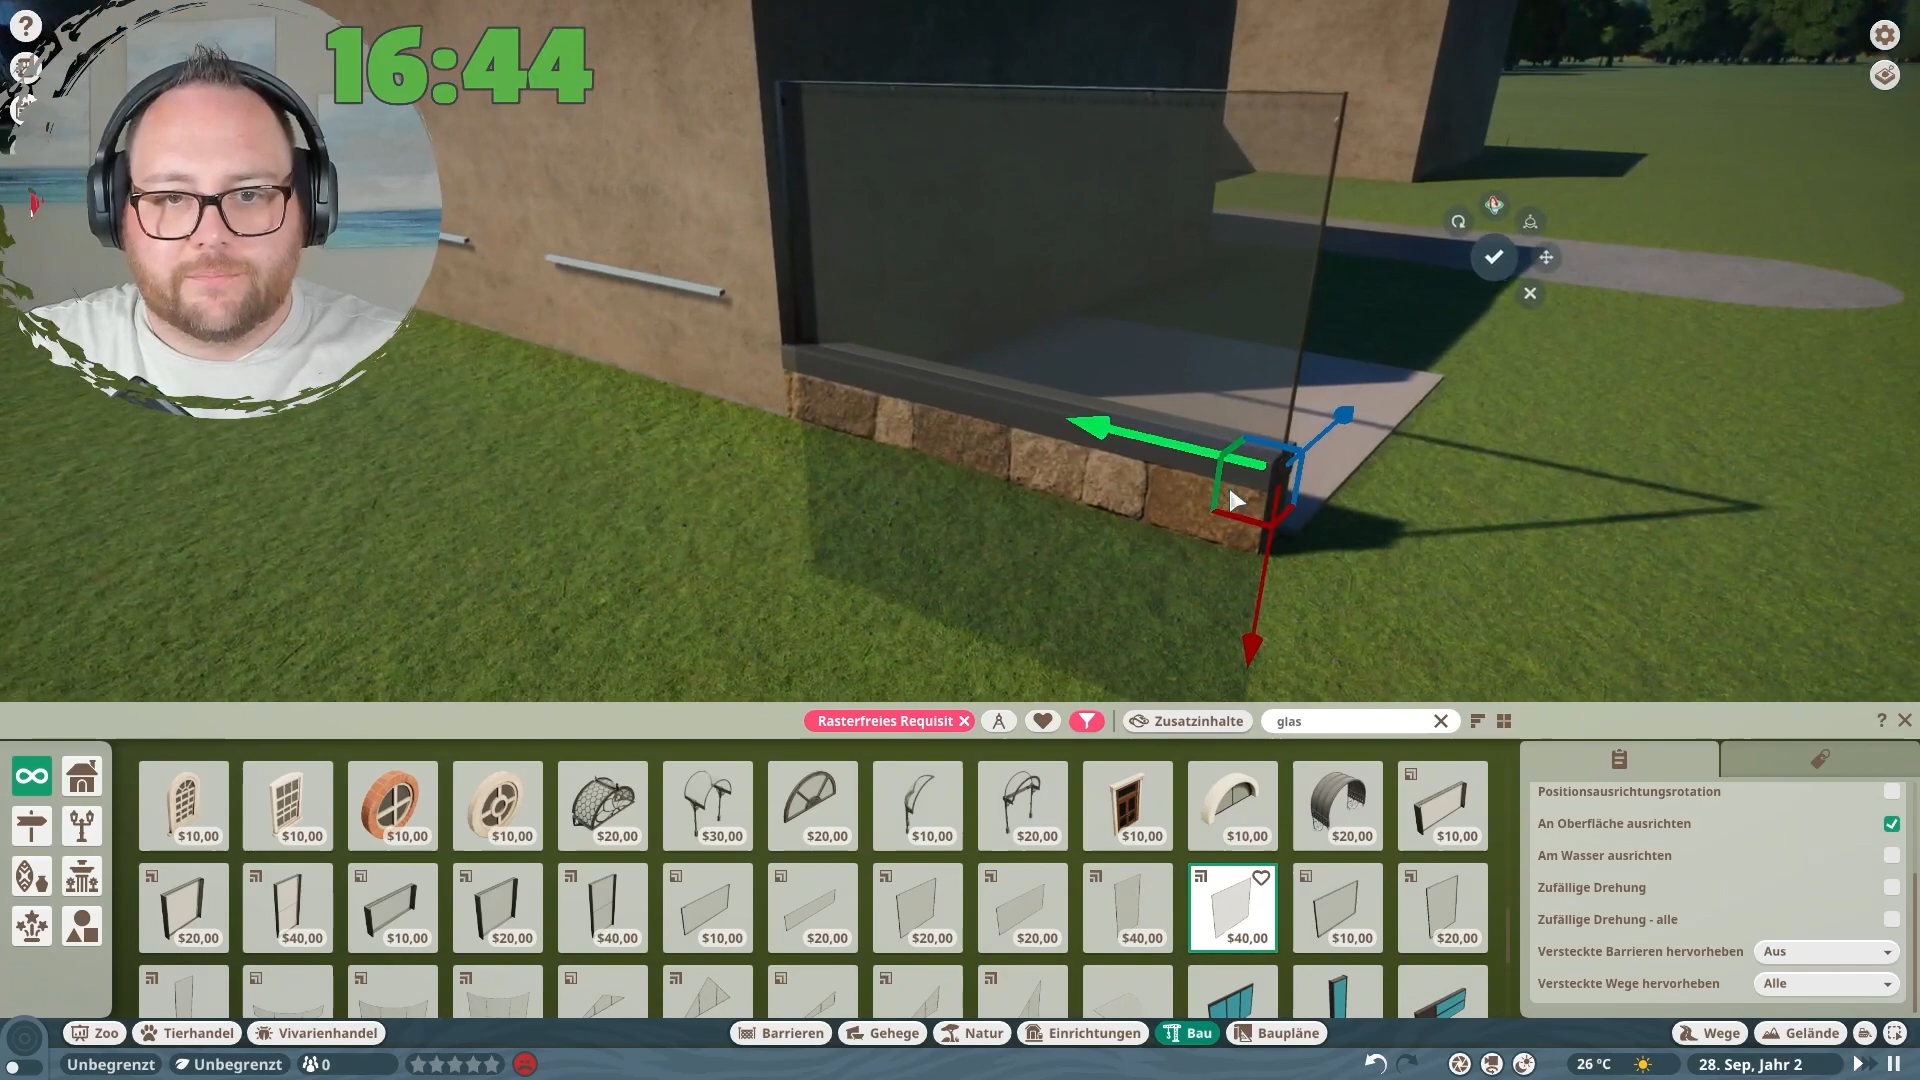 ?
16:44
Rasterfreies Requisit ✕
Zusatzinhalte
glas
?
$10,00 $10,00 $10,00 $10,00 $20,00 $30,00 $20,00 $10,00 $20,00 $10,00 $10,00 $20,00 $10,00
$20,00 $40,00 $10,00 $20,00 $40,00 $10,00 $20,00 $20,00 $20,00 $40,00 $40,00 $10,00 $20,00
Positionsausrichtungsrotation
An Oberfläche ausrichten
Am Wasser ausrichten
Zufällige Drehung
Zufällige Drehung - alle
Versteckte Barrieren hervorheben Aus
Versteckte Wege hervorheben Alle
Zoo Tierhandel Vivarienhandel Barrieren Gehege Natur Einrichtungen Bau Baupläne Wege Gelände
Unbegrenzt Unbegrenzt 0 26 °C 28. Sep, Jahr 2